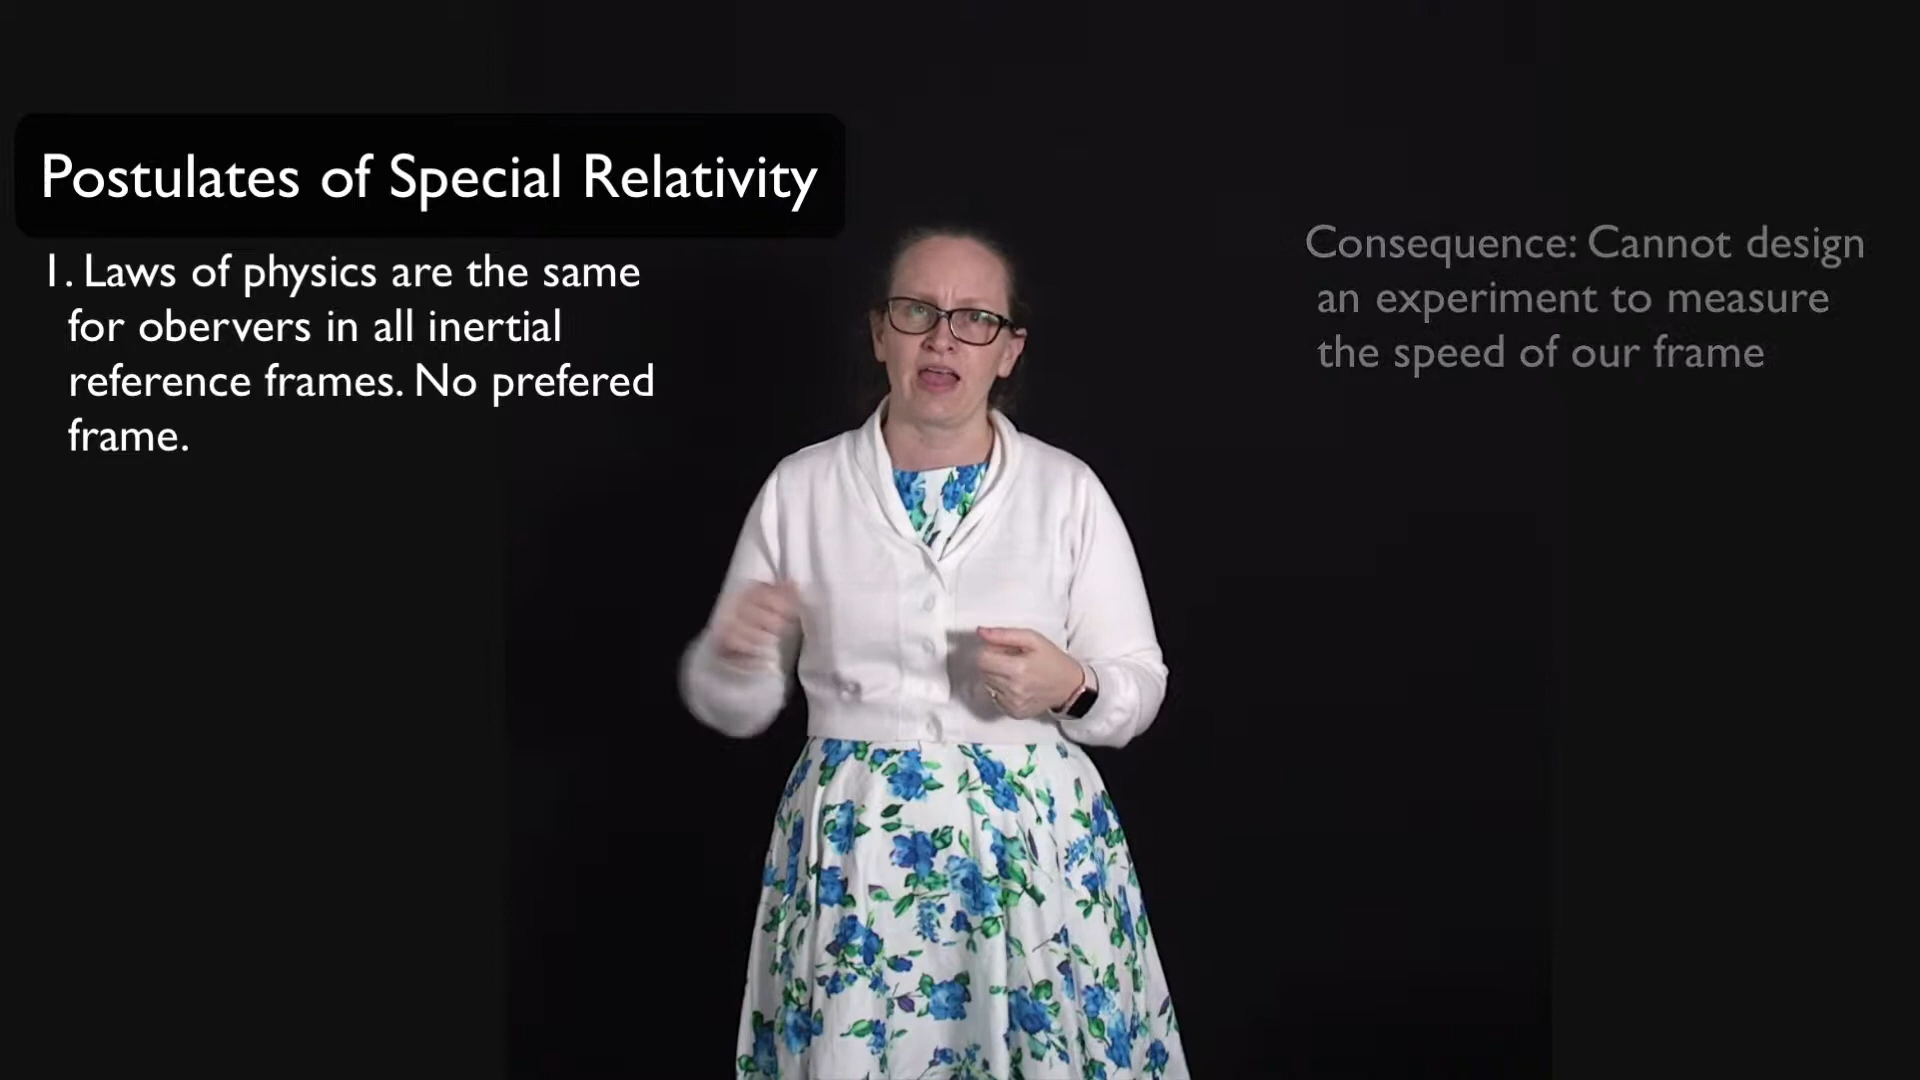 Postulates of Special Relativity
1. Laws of physics are the same
for obervers in all inertial
reference frames. No prefered
frame.
Consequence: Cannot design
an experiment to measure
the speed of our frame